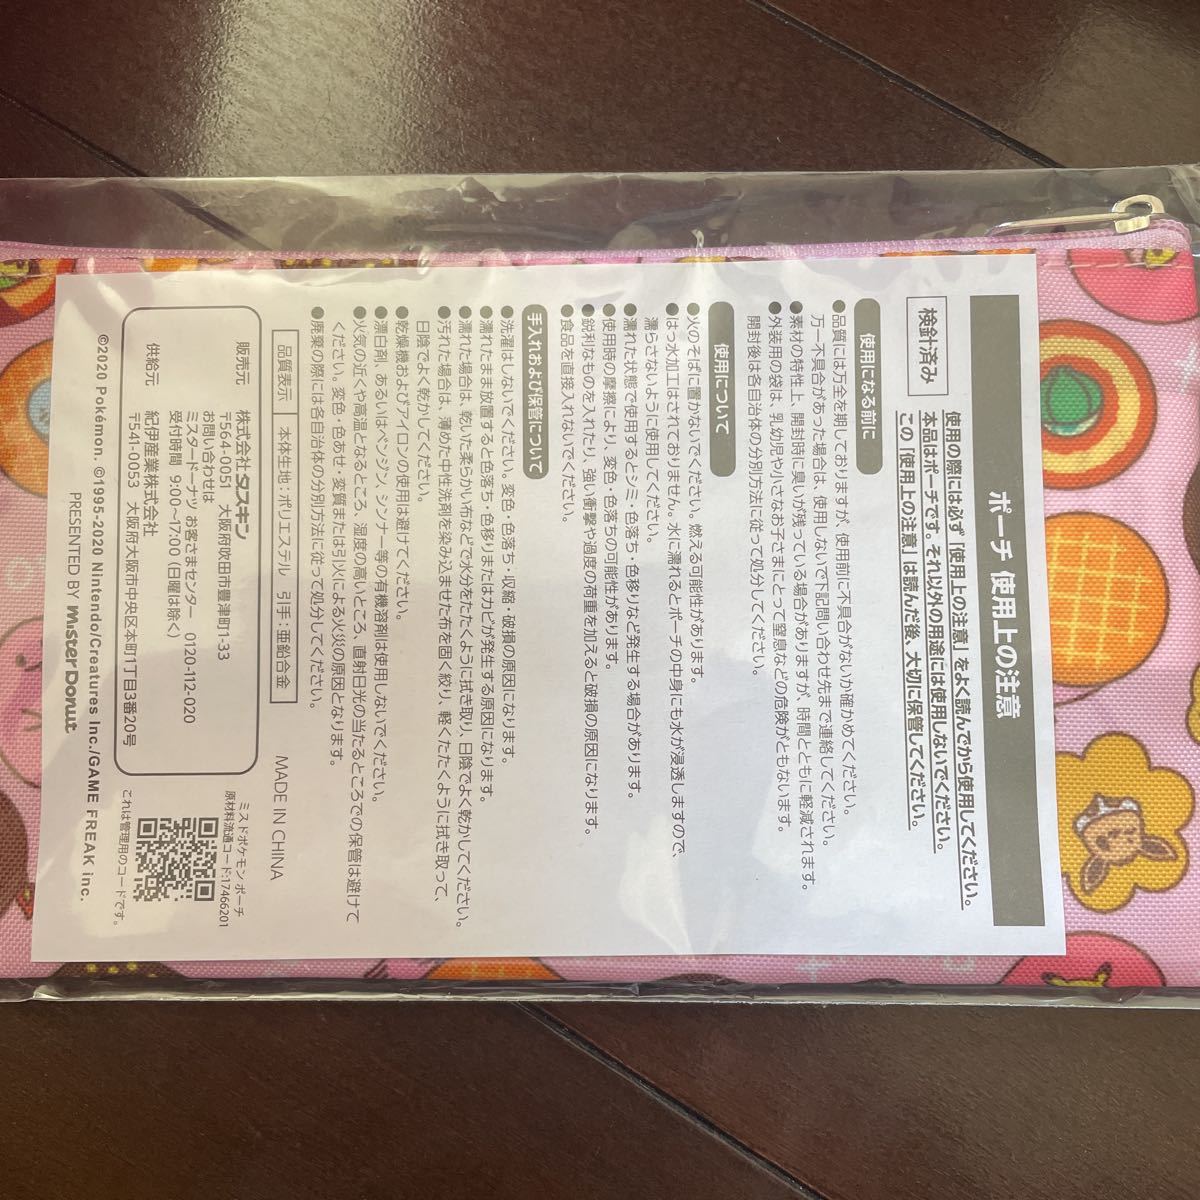 ポーチ 使用上の注意
検針済み
使用の際には必ず「使用上の注意」をよく読んでから使用してください。
本品はポーチです。それ以外の用途には使用しないでください。
この「使用上の注意」は読んだ後、大切に保管してください。
使用になる前に
●品質には万全を期しておりますが、使用前に不具合がないか確かめてください。
万一不具合があった場合は、使用しないで下記問い合わせ先まで連絡してください。
●素材の特性上、開封時に臭いが残っている場合がありますが、時間とともに軽減されます。
●外装用の袋は、乳幼児や小さなお子さまにとって窒息などの危険がともないます。
開封後は各自治体の分別方法に従って処分してください。
使用について
●火のそばに置かないでください。燃える可能性があります。
●はっ水加工はされておりません。水に濡れるとポーチの中身にも水が浸透しますので、
濡らさないように使用してください。
●濡れた状態で使用するとシミ・色落ち・色移りなど発生する場合があります。
●使用時の摩擦により、変色・色落ちの可能性があります。
●鋭利なものを入れたり、強い衝撃や過度の荷重を加えると破損の原因になります。
●食品を直接入れないでください。
手入れおよび保管について
●洗濯はしないでください。変色・色落ち・収縮・破損の原因になります。
●濡れたまま放置すると色落ち・色移りまたはカビが発生する原因になります。
●濡れた場合は、乾いた柔らかい布などで水分をたたくように拭き取り、日陰でよく乾かしてください。
●汚れた場合は、薄めた中性洗剤を染み込ませた布を固く絞り、軽くたたくように拭き取って、
日陰でよく乾かしてください。
●乾燥機およびアイロンの使用は避けてください。
●漂白剤、あるいはベンジン、シンナー等の有機溶剤は使用しないでください。
●火気の近くや高温となるところ、湿度の高いところ、直射日光の当たるところでの保管は避けて
ください。変色・色あせ・変質または引火による火災の原因となります。
●廃棄の際には各自治体の分別方法に従って処分してください。
品質表示 本体生地：ポリエステル 引手：亜鉛合金
MADE IN CHINA
販売元 株式会社ダスキン
〒564-0051 大阪府吹田市豊津町1-33
お問い合わせは
ミスタードーナツ お客さまセンター 0120-112-020
受付時間 9:00~17:00（日曜は除く）
供給元 紀伊産業株式会社
〒541-0053 大阪府大阪市中央区本町1丁目3番20号
ミスドポケモン ポーチ
原材料流通コード:17466201
これは管理用のコードです。
©2020 Pokémon. ©1995-2020 Nintendo/Creatures Inc./GAME FREAK inc.
PRESENTED BY misterDonut